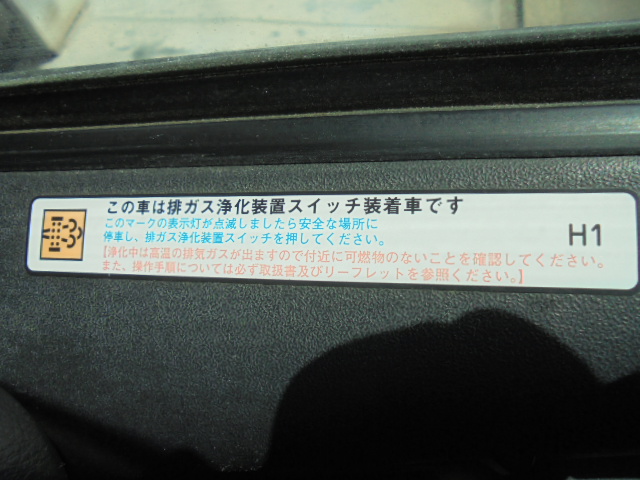 この車は排ガス浄化装置スイッチ装着車です
このマークの表示灯が点滅しましたら安全な場所に
停車し、排ガス浄化装置スイッチを押してください。
【浄化中は高温の排気ガスが出ますので付近に可燃物のないことを確認してください。
また、操作手順については必ず取扱書及びリーフレットを参照ください。】
H1